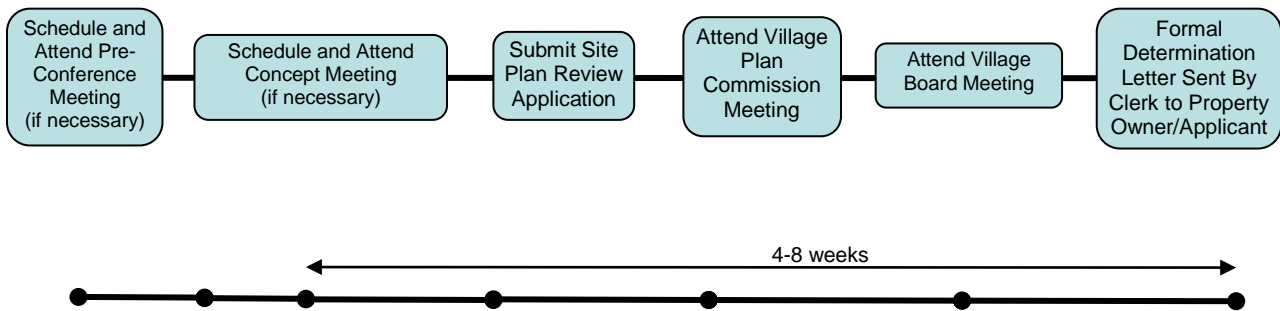 Schedule and
Attend Pre-
Conference
Meeting
(if necessary)
Schedule and Attend
Concept Meeting
(if necessary)
Submit Site
Plan Review
Application
Attend Village
Plan
Commission
Meeting
Attend Village
Board Meeting
Formal
Determination
Letter Sent By
Clerk to Property
Owner/Applicant
4-8 weeks